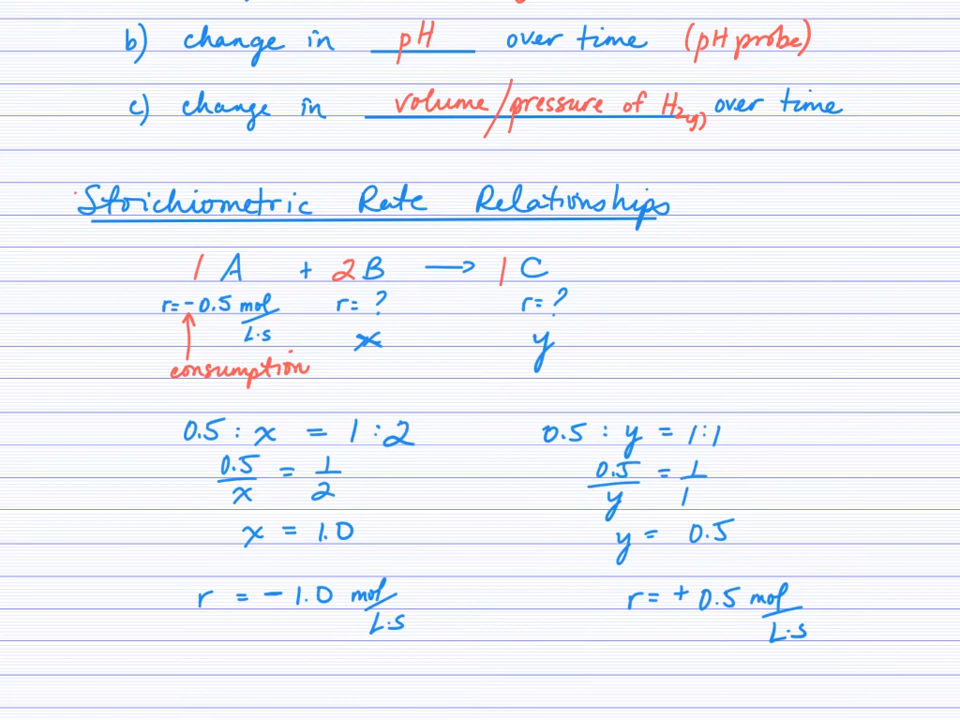 b) change in pH over time (pH probe)
c) change in volume/pressure of H2(g) over time
Stoichiometric Rate Relationships
1 A + 2B → 1 C
r=-0.5 mol/L·s r= ? r= ?
consumption x y
0.5 : x = 1 : 2 0.5 : y = 1:1
0.5/x = 1/2 0.5/y = 1/1
x = 1.0 y = 0.5
r = - 1.0 mol/L·s r= + 0.5 mol/L·s